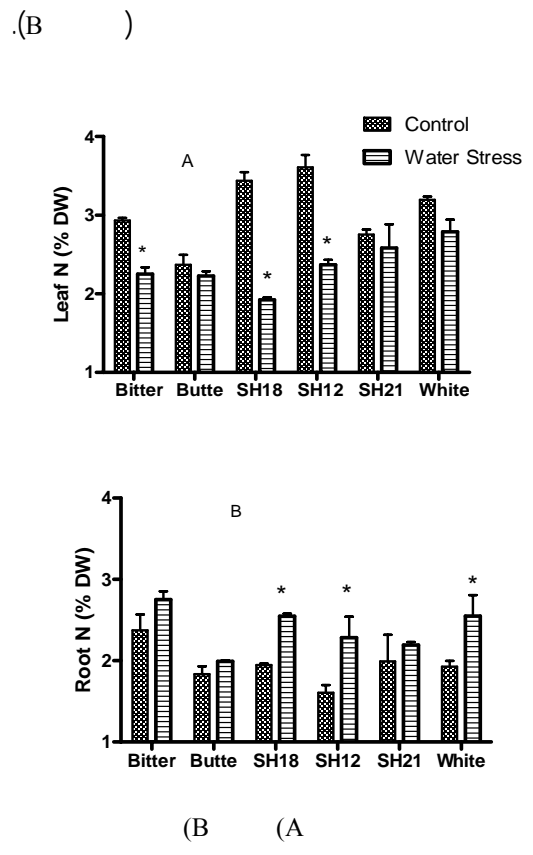 .(B )
4
3
2
1
Leaf N (% DW)
A
Control
Water Stress
*
*
*
Bitter Butte SH18 SH12 SH21 White
4
3
2
1
Root N (% DW)
B
*
*
*
Bitter Butte SH18 SH12 SH21 White
(B (A